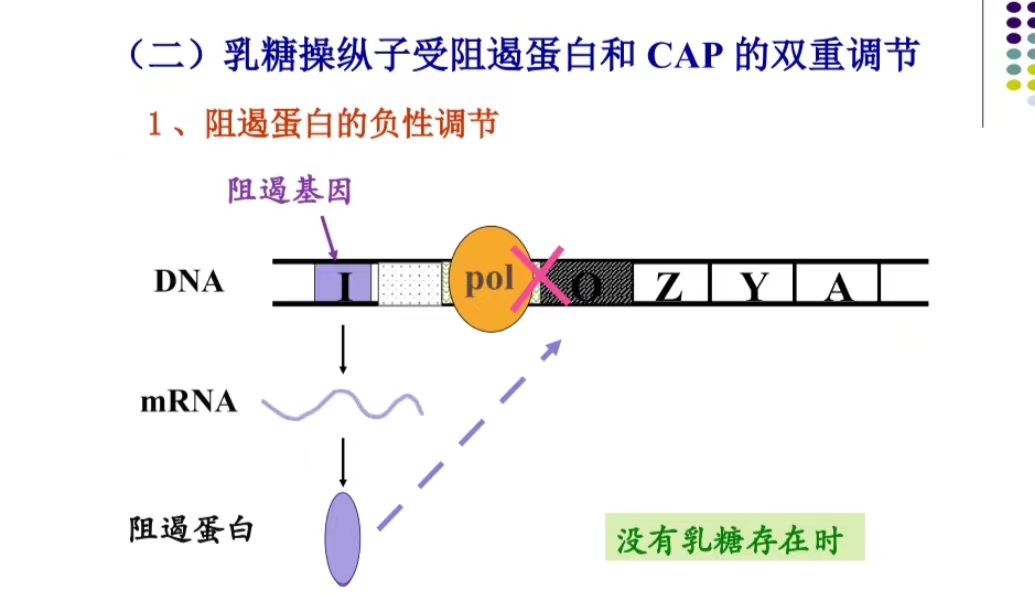 （二）乳糖操纵子受阻遏蛋白和 CAP 的双重调节
1、阻遏蛋白的负性调节
阻遏基因
DNA I pol O Z Y A
mRNA
阻遏蛋白
没有乳糖存在时